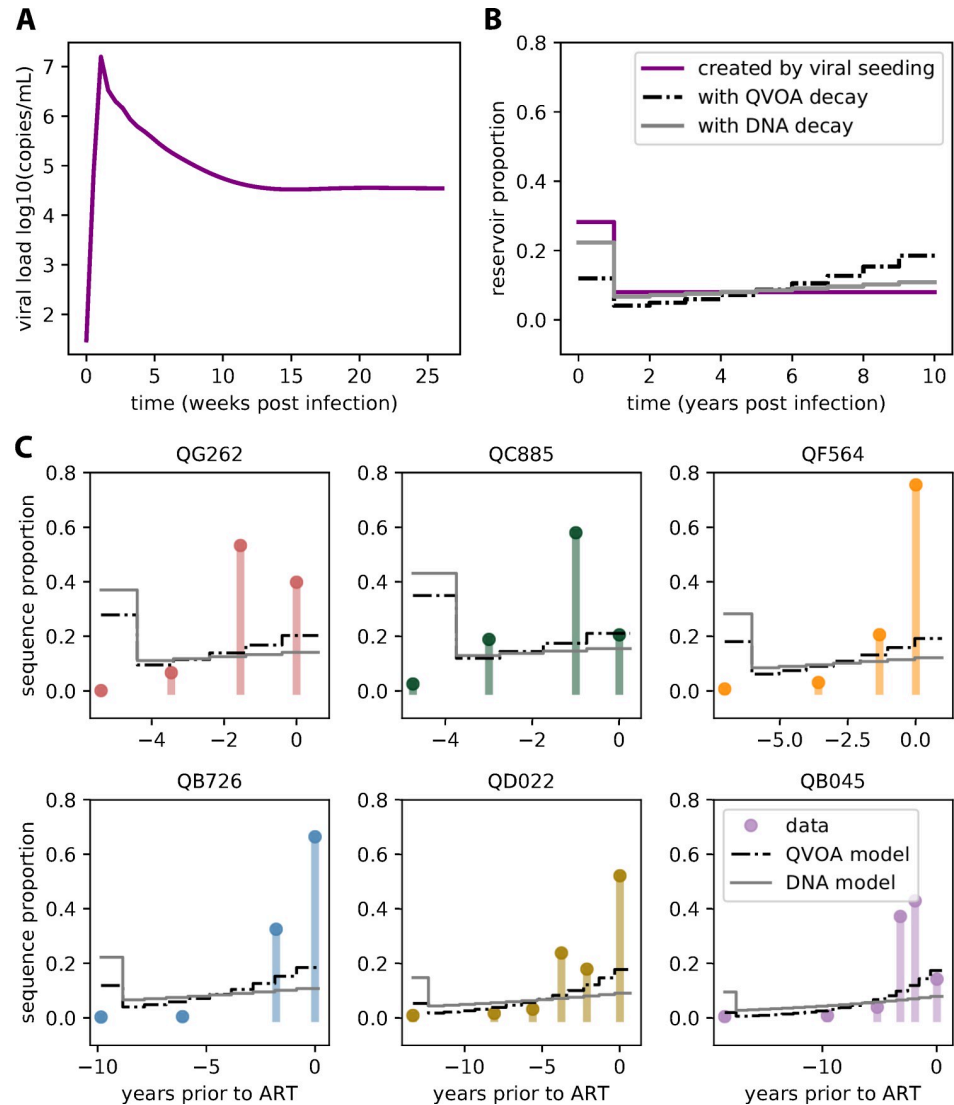 A
viral load log10(copies/mL)
7
6
5
4
3
2
0 5 10 15 20 25
time (weeks post infection)
B
reservoir proportion
0.8
0.6
0.4
0.2
0.0
created by viral seeding
with QVOA decay
with DNA decay
0 2 4 6 8 10
time (years post infection)
C
QG262
sequence proportion
0.8
0.6
0.4
0.2
0.0
−4 −2 0
QC885
0.8
0.6
0.4
0.2
0.0
−4 −2 0
QF564
0.8
0.6
0.4
0.2
0.0
−5.0 −2.5 0.0
QB726
sequence proportion
0.8
0.6
0.4
0.2
0.0
−10 −5 0
years prior to ART
QD022
0.8
0.6
0.4
0.2
0.0
−10 −5 0
years prior to ART
QB045
0.8
0.6
0.4
0.2
0.0
data
QVOA model
DNA model
−10 0
years prior to ART